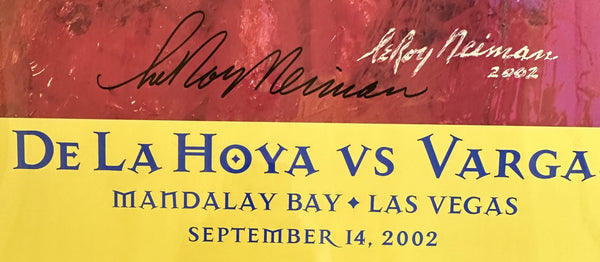 LeRoy Neiman
LeRoy Neiman
2002
DE LA HOYA VS VARGA
MANDALAY BAY ♦ LAS VEGAS
SEPTEMBER 14, 2002